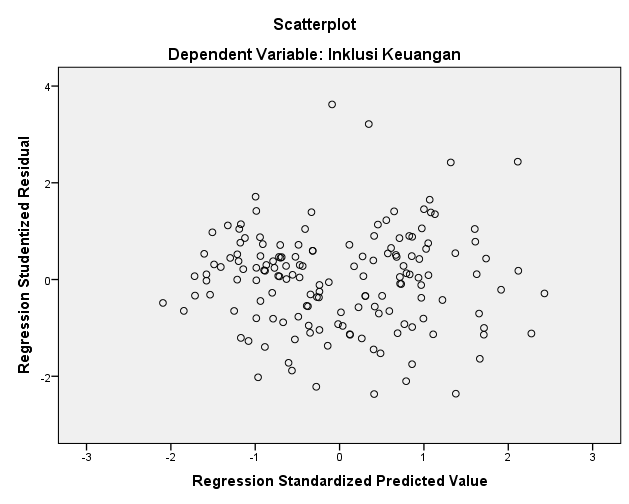 Scatterplot
Dependent Variable: Inklusi Keuangan
Regression Studentized Residual
4
2
0
-2
-3
-2
-1
0
1
2
3
Regression Standardized Predicted Value